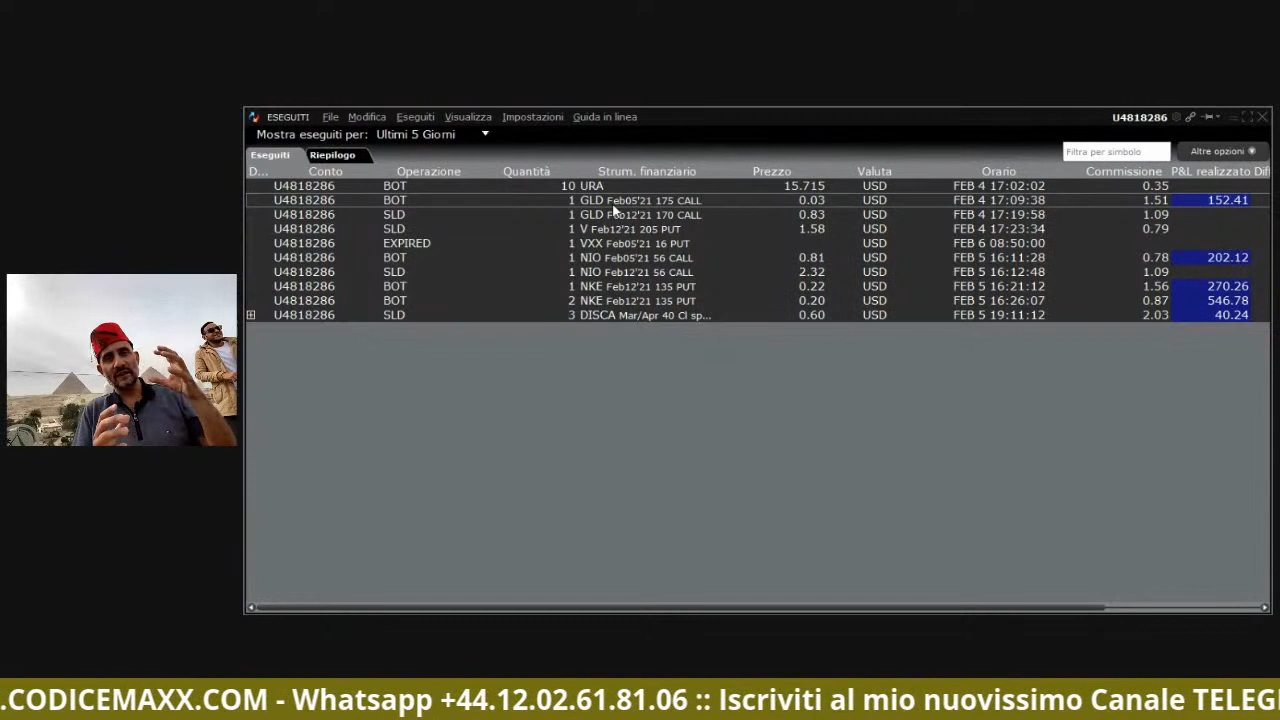 ESEGUITI File Modifica Eseguiti Visualizza Impostazioni Guida in linea U4818286
Mostra eseguiti per: Ultimi 5 Giorni
Eseguiti Riepilogo Filtra per simbolo Altre opzioni
D... Conto Operazione Quantità Strum. finanziario Prezzo Valuta Orario Commissione P&L realizzato Dif
U4818286 BOT 10 URA 15.715 USD FEB 4 17:02:02 0.35
U4818286 BOT 1 GLD Feb05'21 175 CALL 0.03 USD FEB 4 17:09:38 1.51 152.41
U4818286 SLD 1 GLD Feb12'21 170 CALL 0.83 USD FEB 4 17:19:58 1.09
U4818286 SLD 1 V Feb12'21 205 PUT 1.58 USD FEB 4 17:23:34 0.79
U4818286 EXPIRED 1 VXX Feb05'21 16 PUT USD FEB 6 08:50:00
U4818286 BOT 1 NIO Feb05'21 56 CALL 0.81 USD FEB 5 16:11:28 0.78 202.12
U4818286 SLD 1 NIO Feb12'21 56 CALL 2.32 USD FEB 5 16:12:48 1.09
U4818286 BOT 1 NKE Feb12'21 135 PUT 0.22 USD FEB 5 16:21:12 1.56 270.26
U4818286 BOT 2 NKE Feb12'21 135 PUT 0.20 USD FEB 5 16:26:07 0.87 546.78
U4818286 SLD 3 DISCA Mar/Apr 40 Cl sp... 0.60 USD FEB 5 19:11:12 2.03 40.24
.CODICEMAXX.COM - Whatsapp +44.12.02.61.81.06 :: Iscriviti al mio nuovissimo Canale TELEG